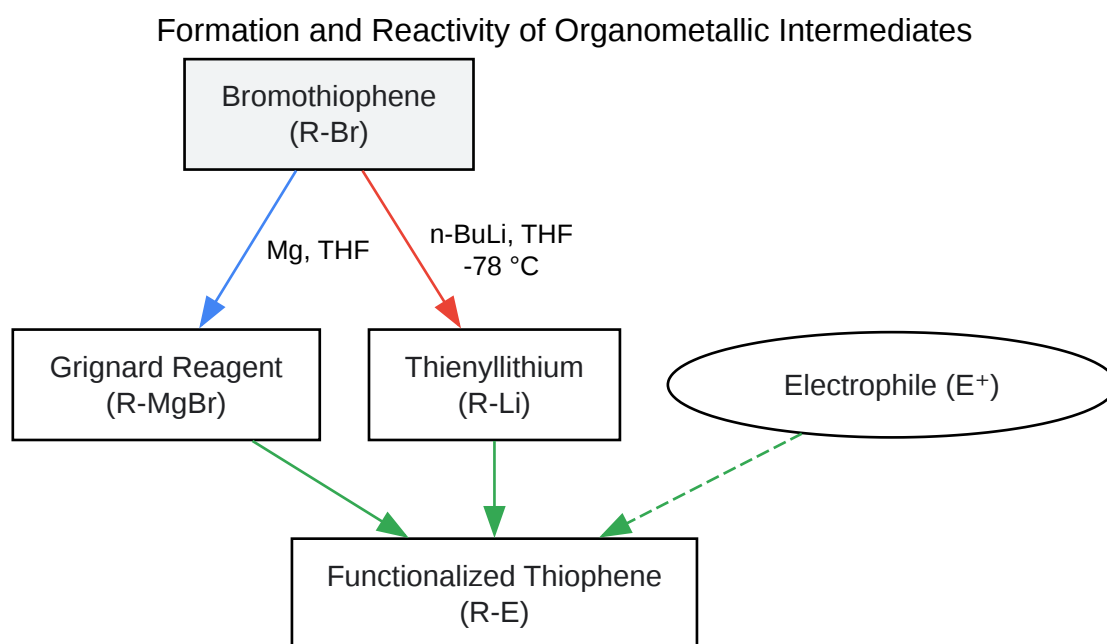 Formation and Reactivity of Organometallic Intermediates
Bromothiophene
(R-Br)
Mg, THF
n-BuLi, THF
-78 °C
Grignard Reagent
(R-MgBr)
Thienyllithium
(R-Li)
Electrophile (E⁺)
Functionalized Thiophene
(R-E)